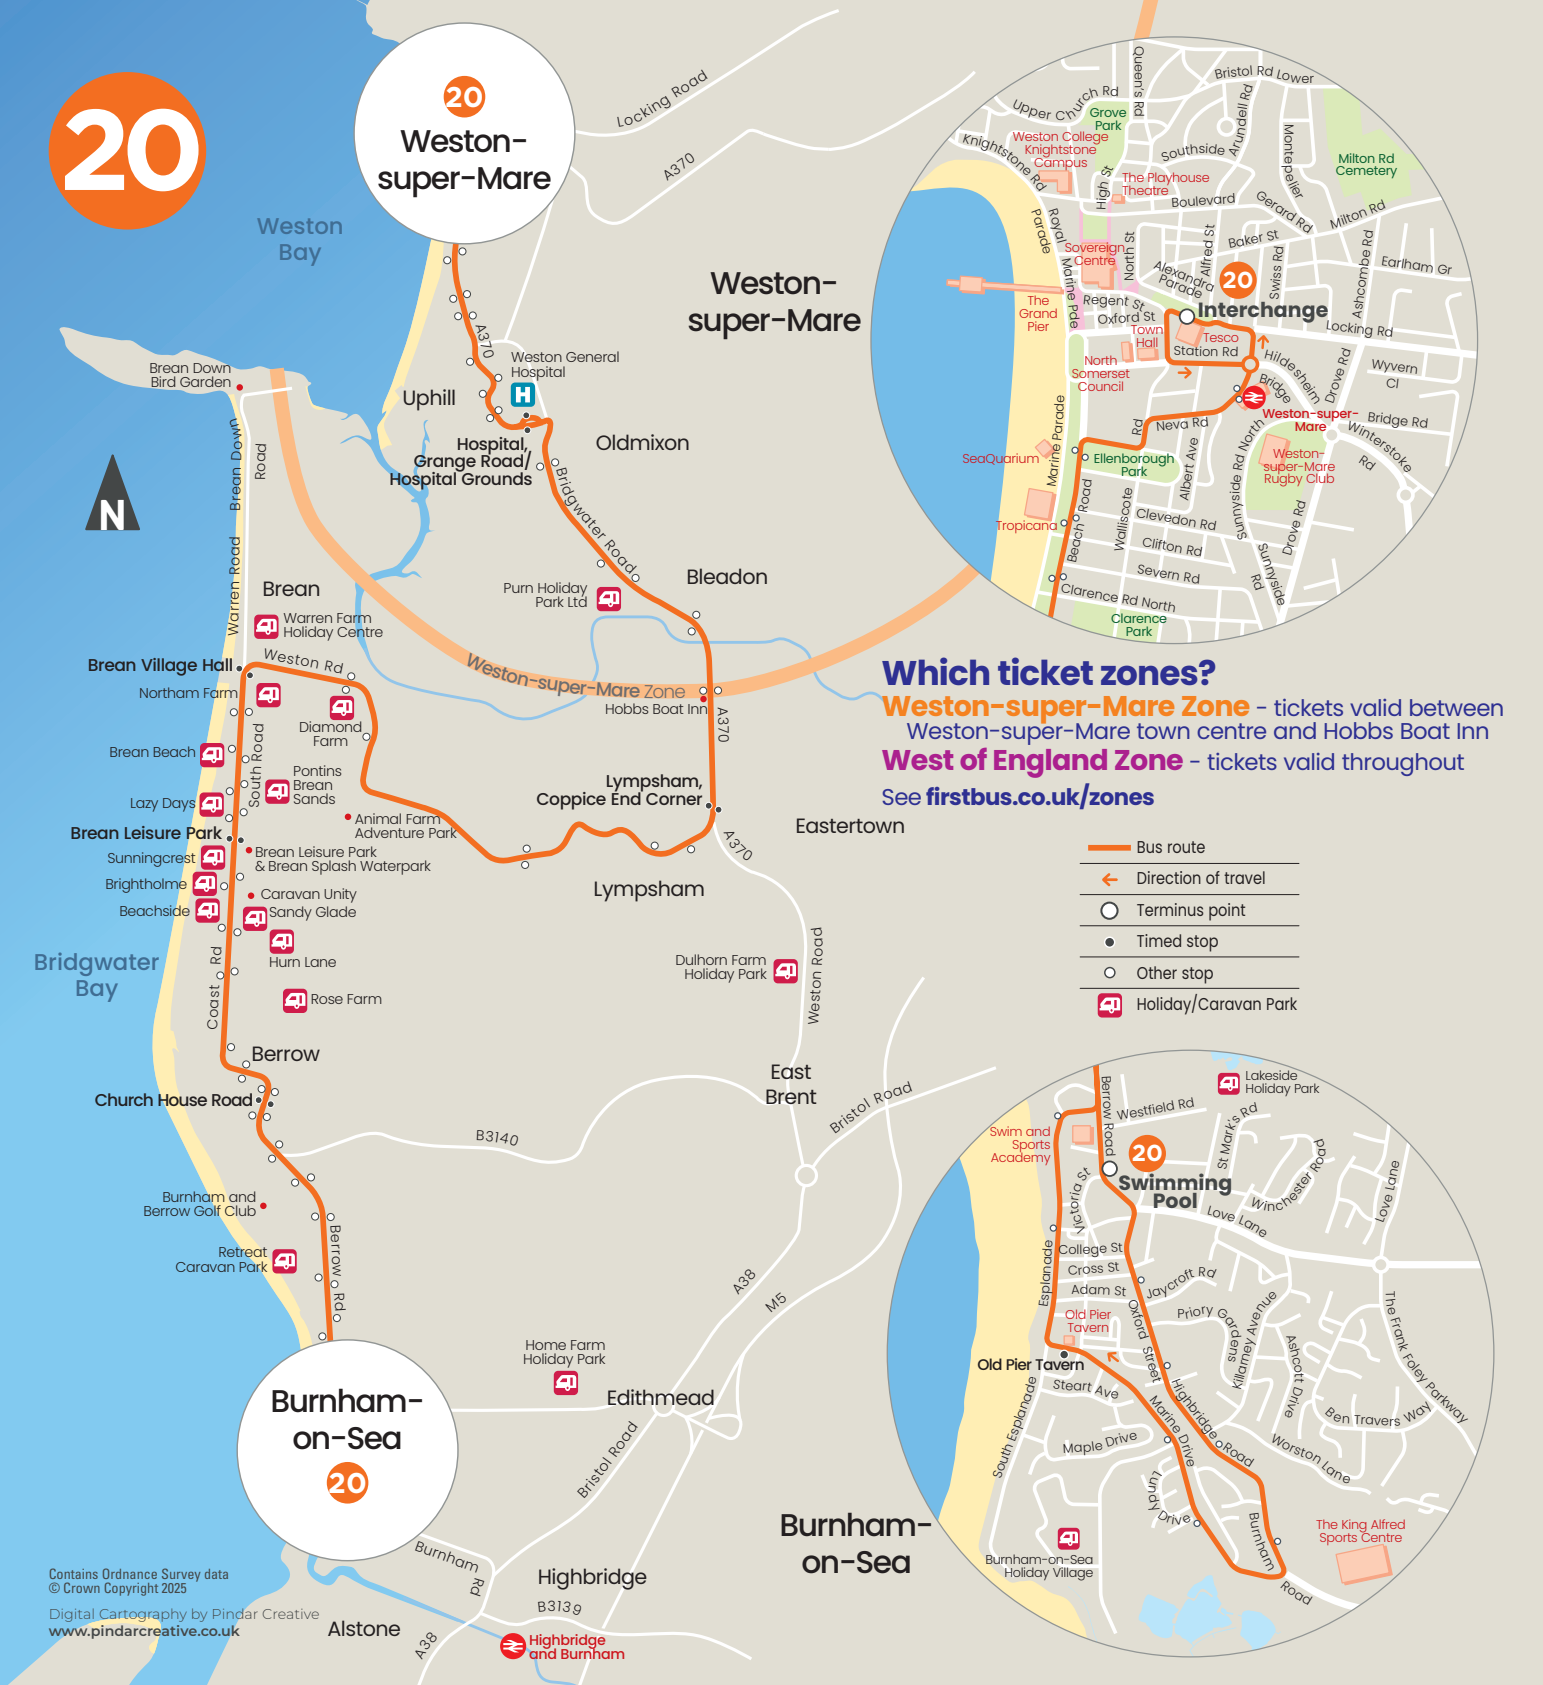 20
20
Weston-
super-Mare
Weston
Bay
Locking Road
A370
Weston-
super-Mare
A370
Weston General
Hospital
H
Brean Down
Bird Garden
Uphill
Oldmixon
Hospital,
Grange Road/
Hospital Grounds
Brean Down
Road
N
Bridgwater Road
Warren Road
Brean
Bleadon
Purn Holiday
Park Ltd
Warren Farm
Holiday Centre
Brean Village Hall
Weston Rd
Northam Farm
Weston-super-Mare Zone
Hobbs Boat Inn
A370
Diamond
Farm
Brean Beach
South Road
Pontins
Brean
Sands
Lazy Days
Lympsham,
Coppice End Corner
Animal Farm
Adventure Park
Brean Leisure Park
Eastertown
A370
Sunningcrest
Brean Leisure Park
& Brean Splash Waterpark
Brightholme
Lympsham
Caravan Unity
Beachside
Sandy Glade
Hurn Lane
Bridgwater
Bay
Coast Rd
Rose Farm
Dulhorn Farm
Holiday Park
Weston Road
Berrow
East
Brent
Church House Road
Bristol Road
B3140
Burnham and
Berrow Golf Club
Retreat
Caravan Park
Berrow Rd
A38
M5
Home Farm
Holiday Park
Edithmead
Burnham-
on-Sea
20
Bristol Road
Burnham-
on-Sea
Burnham
Rd
Highbridge
B3139
Alstone
A38
Highbridge
and Burnham
Contains Ordnance Survey data
© Crown Copyright 2025
Digital Cartography by Pindar Creative
www.pindarcreative.co.uk
Queen's Rd
Bristol Rd Lower
Upper Church Rd
Grove
Park
Arundell Rd
Knightstone Rd
Weston College
Knightstone
Campus
Southside
Montepelier
Milton Rd
Cemetery
High St
The Playhouse
Theatre
Boulevard
Gerard Rd
Milton Rd
Royal
Parade
Sovereign
Centre
North St
Alfred St
Baker St
Swiss Rd
Ashcombe Rd
Earlham Gr
Alexandra
Parade
20
Interchange
Marine Pde
The
Grand
Pier
Regent St
Oxford St
Town
Hall
Tesco
Locking Rd
Station Rd
North
Somerset
Council
Hildesheim
Bridge
Drove Rd
Wyvern
Cl
Weston-super-
Mare
Bridge Rd
Winterstoke
Rd
Marine Parade
Rd
Neva Rd
SeaQuarium
Ellenborough
Park
Albert Ave
Sunnyside Rd North
Weston-
super-Mare
Rugby Club
Tropicana
Beach Road
Walliscote
Clevedon Rd
Drove Rd
Clifton Rd
Severn Rd
Sunnyside
Rd
Clarence Rd North
Clarence
Park
Which ticket zones?
Weston-super-Mare Zone - tickets valid between
Weston-super-Mare town centre and Hobbs Boat Inn
West of England Zone - tickets valid throughout
See firstbus.co.uk/zones
Bus route
Direction of travel
Terminus point
Timed stop
Other stop
Holiday/Caravan Park
Lakeside
Holiday Park
Berrow Road
Westfield Rd
St Mark's Rd
Swim and
Sports
Academy
20
Swimming
Pool
Winchester Road
Love Lane
Victoria St
Love Lane
College St
Esplanade
Cross St
Adam St
Jaycroft Rd
Oxford Street
Priory Gardens
Killarney Avenue
The Frank Foley Parkway
Old Pier
Tavern
Old Pier Tavern
Ashcott Drive
Steart Ave
Marine Drive
Highbridge Road
Ben Travers Way
South Esplanade
Maple Drive
Worston Lane
Lundy Drive
Burnham
Road
The King Alfred
Sports Centre
Burnham-on-Sea
Holiday Village